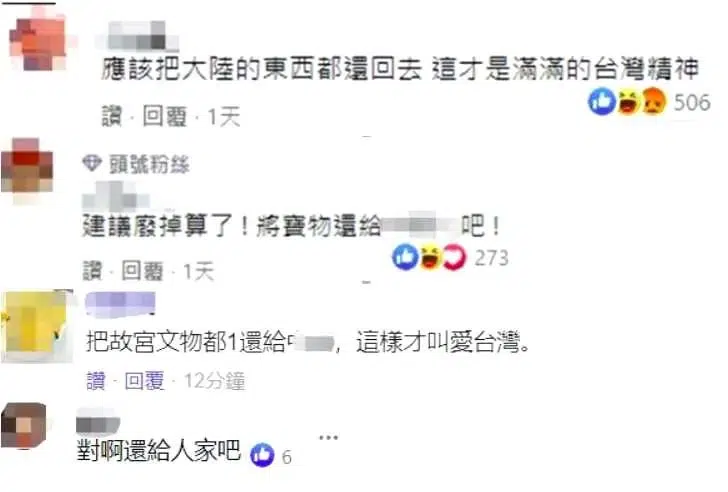 應該把大陸的東西都還回去 這才是滿滿的台灣精神
讚 · 回覆 · 1天
506
頭號粉絲
建議廢掉算了！將寶物還給 吧！
讚 · 回覆 · 1天
273
把故宮文物都1還給 ，這樣才叫愛台灣。
讚 · 回覆 · 12分鐘
對啊還給人家吧 6